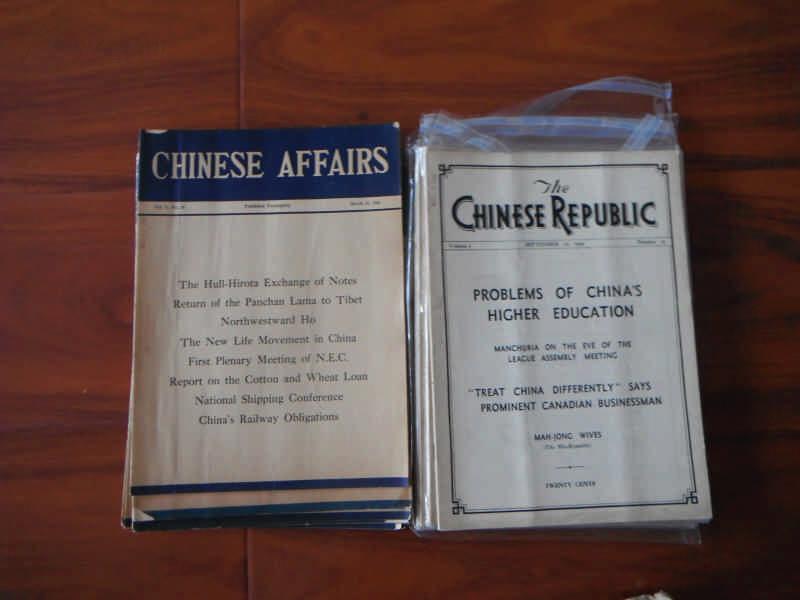 CHINESE AFFAIRS
The Hull-Hirota Exchange of Notes
Return of the Panchan Lama to Tibet
Northwestward Ho
The New Life Movement in China
First Plenary Meeting of N.E.C.
Report on the Cotton and Wheat Loan
National Shipping Conference
China's Railway Obligations
The
CHINESE REPUBLIC
PROBLEMS OF CHINA'S
HIGHER EDUCATION
MANCHURIA ON THE EVE OF THE
LEAGUE ASSEMBLY MEETING
"TREAT CHINA DIFFERENTLY" SAYS
PROMINENT CANADIAN BUSINESSMAN
MAH-JONG WIVES
TWENTY CENTS